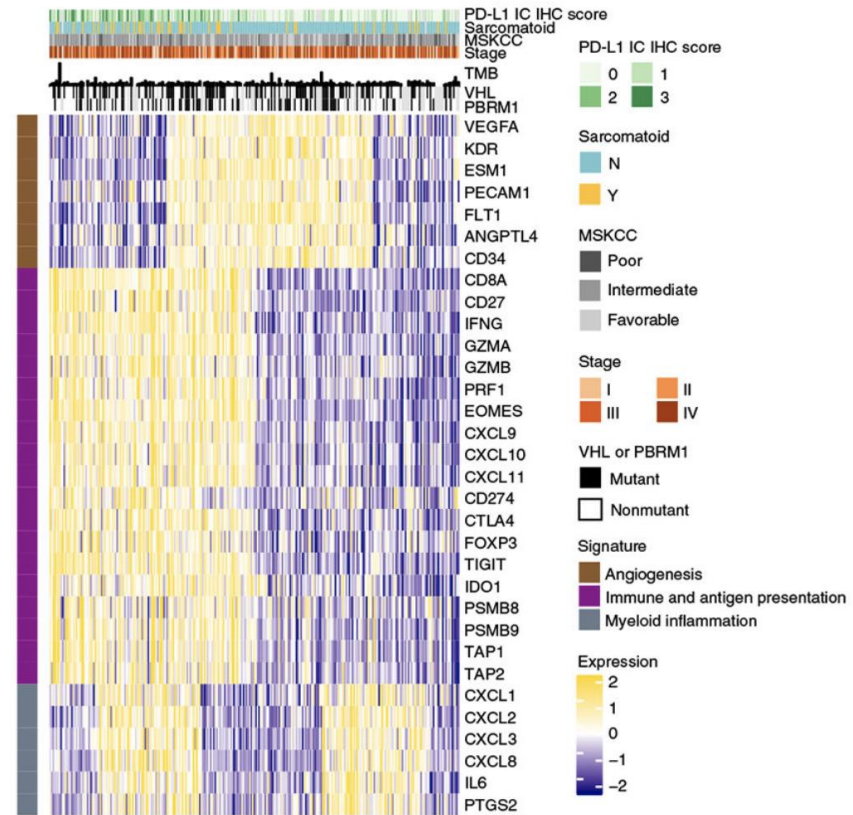 PD-L1 IC IHC score
Sarcomatoid
MSKCC
Stage
TMB
VHL
PBRM1
VEGFA
KDR
ESM1
PECAM1
FLT1
ANGPTL4
CD34
CD8A
CD27
IFNG
GZMA
GZMB
PRF1
EOMES
CXCL9
CXCL10
CXCL11
CD274
CTLA4
FOXP3
TIGIT
IDO1
PSMB8
PSMB9
TAP1
TAP2
CXCL1
CXCL2
CXCL3
CXCL8
IL6
PTGS2
PD-L1 IC IHC score
0 1
2 3
Sarcomatoid
N
Y
MSKCC
Poor
Intermediate
Favorable
Stage
I II
III IV
VHL or PBRM1
Mutant
Nonmutant
Signature
Angiogenesis
Immune and antigen presentation
Myeloid inflammation
Expression
2
1
0
−1
−2